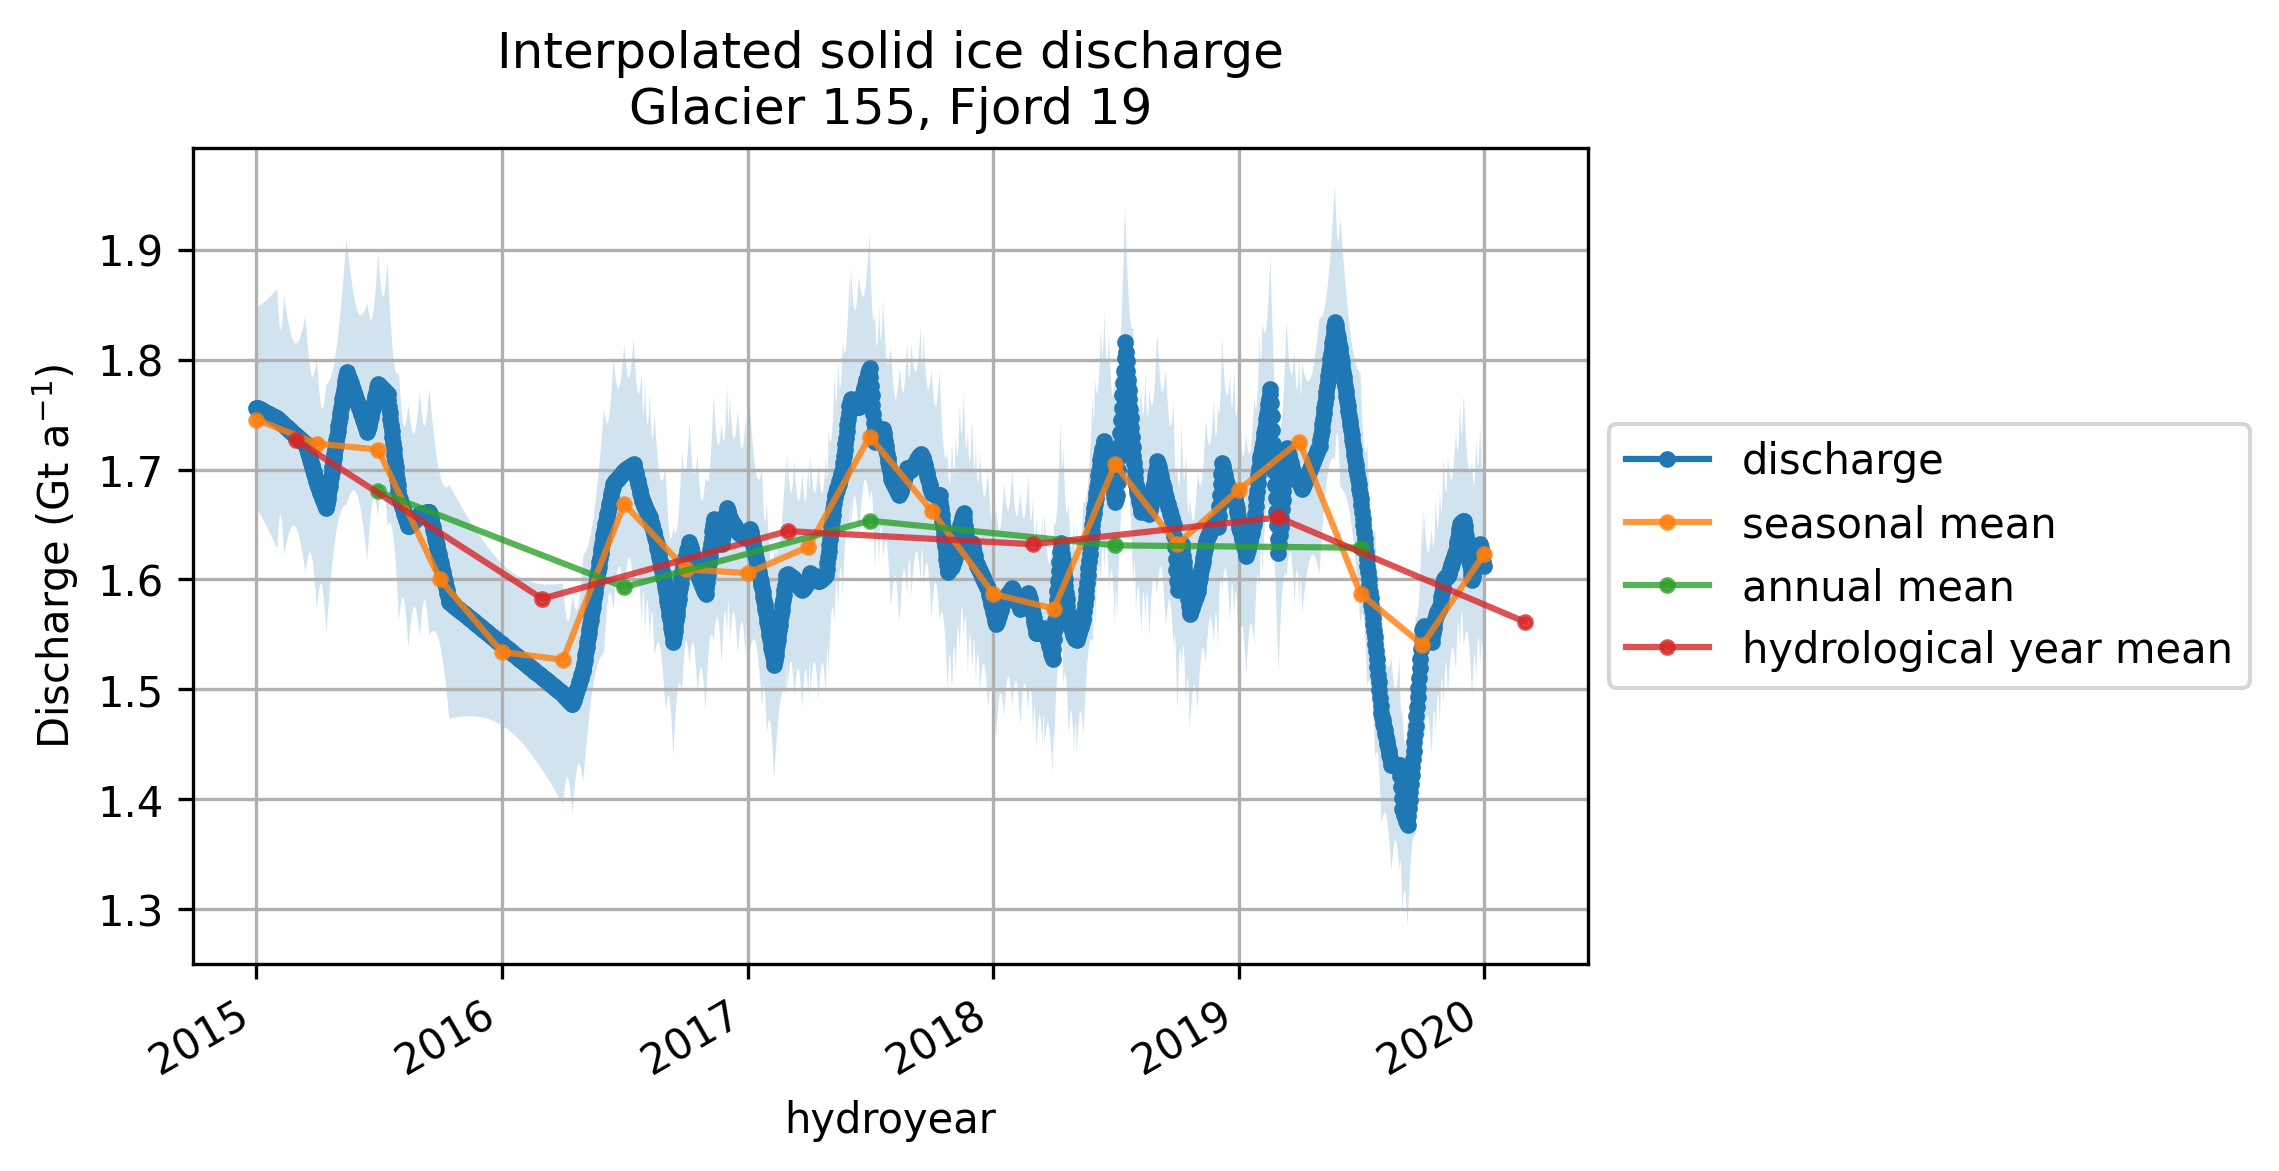 Interpolated solid ice discharge
Glacier 155, Fjord 19
Discharge (Gt a⁻¹)
1.9
1.8
1.7
1.6
1.5
1.4
1.3
2015
2016
2017
2018
2019
2020
hydroyear
discharge
seasonal mean
annual mean
hydrological year mean